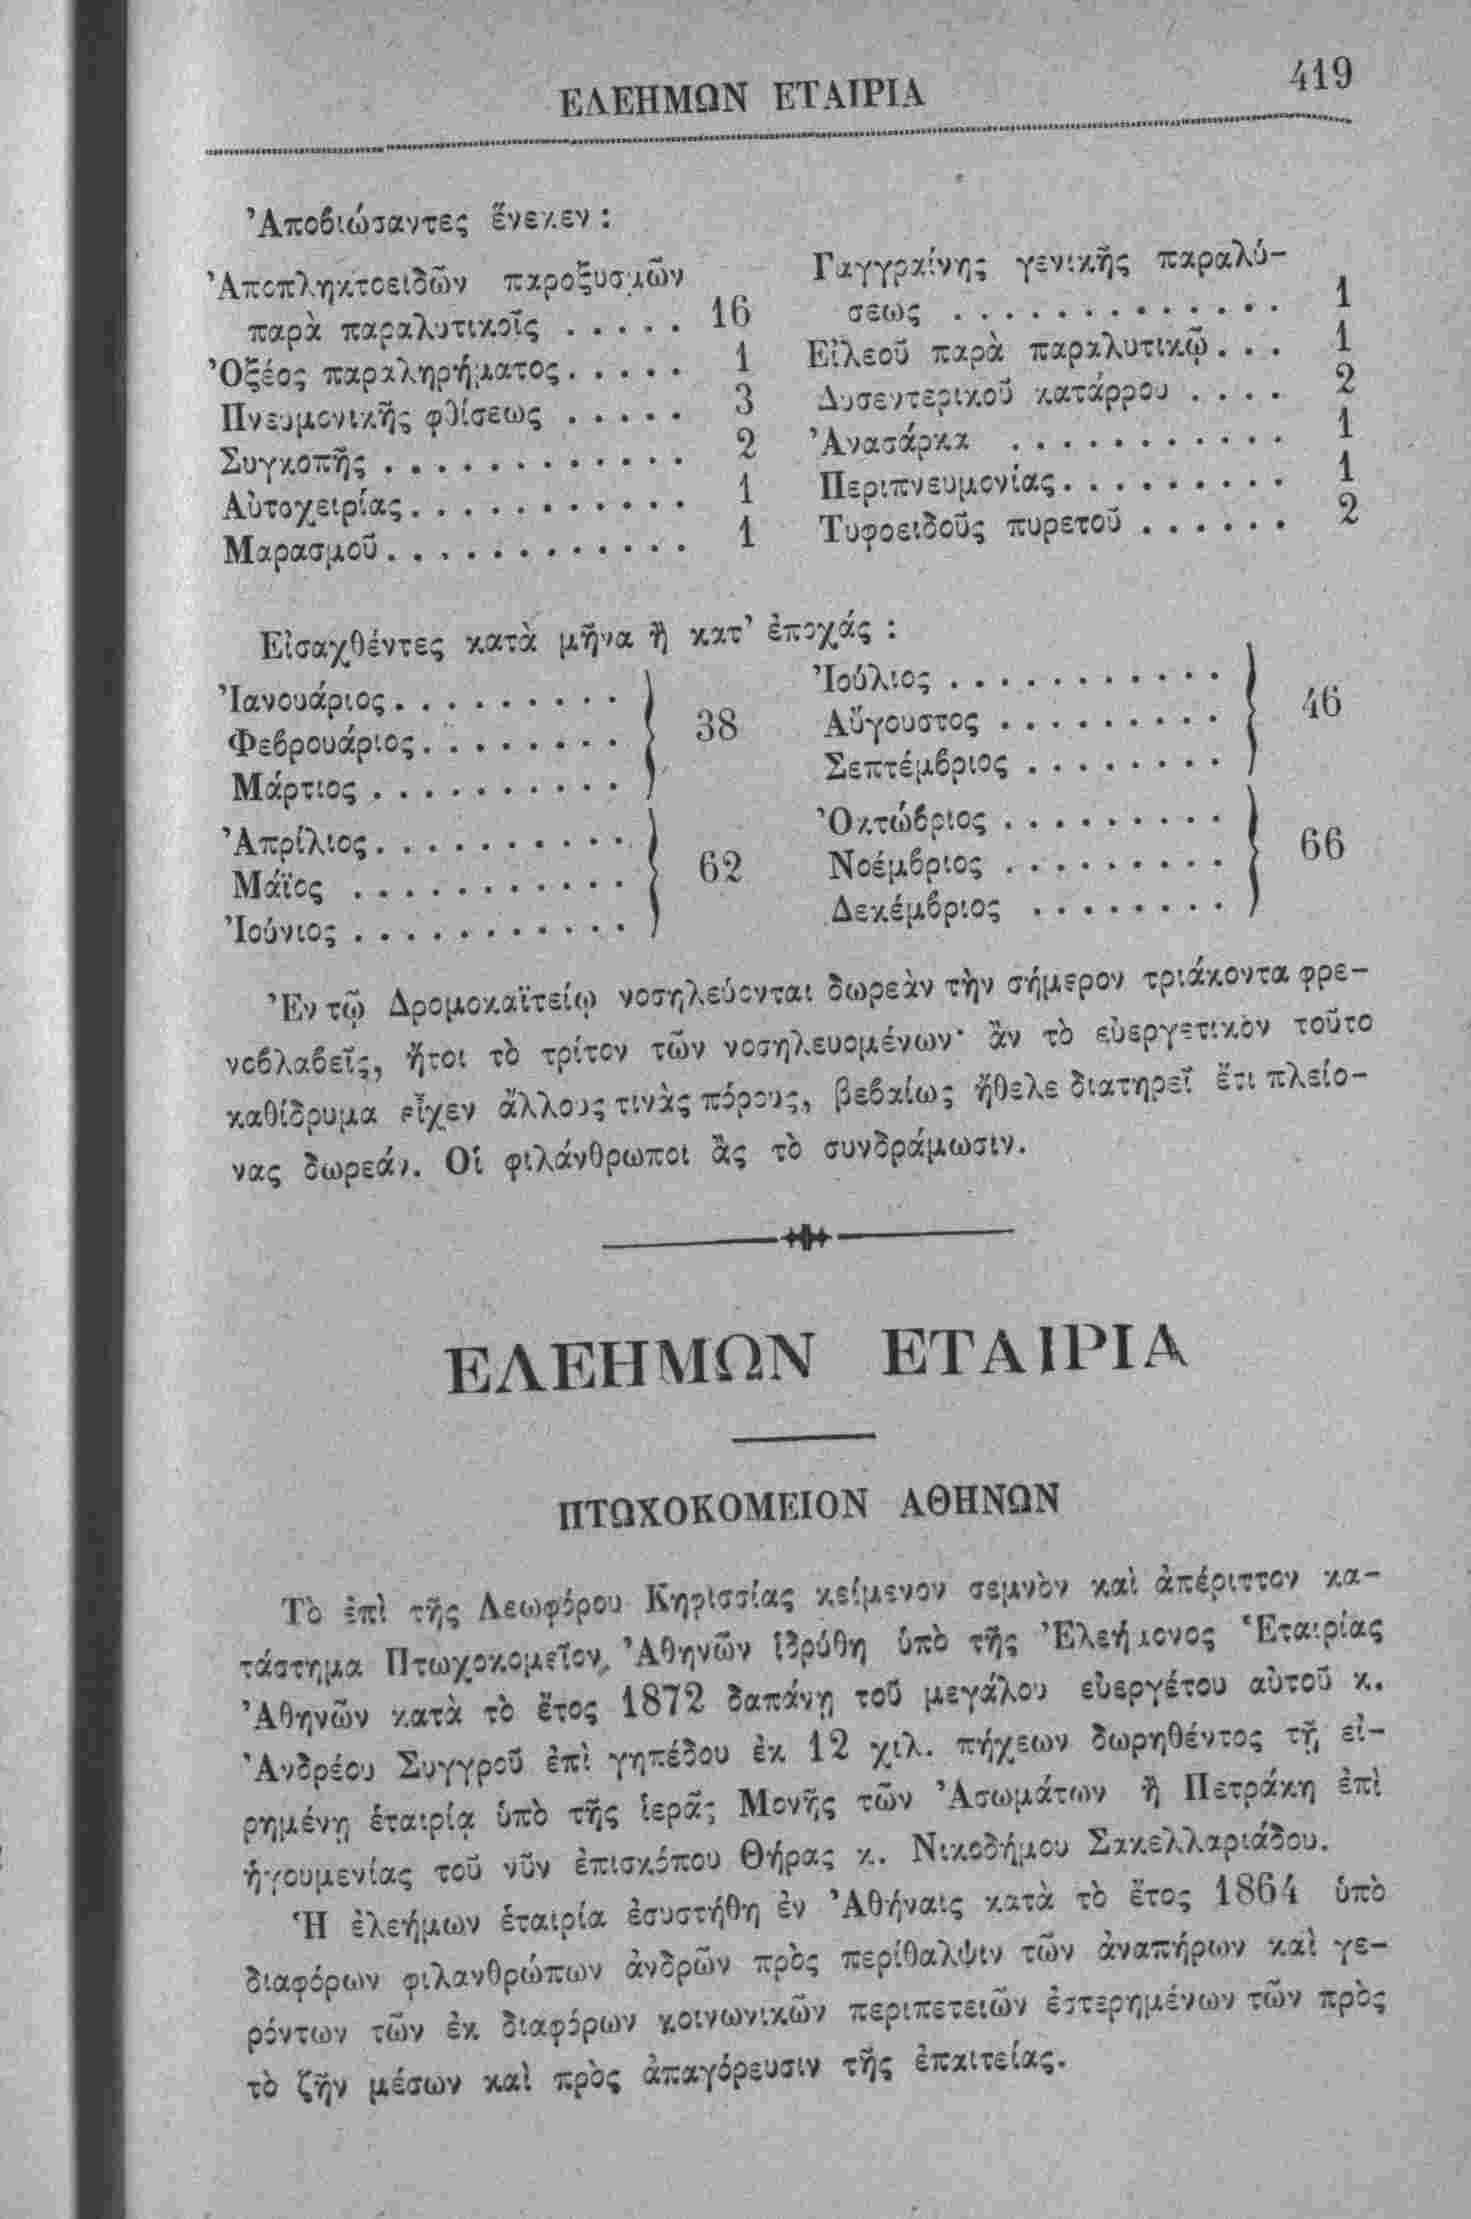 ΕΛΕΗΜΩΝ ΕΤΑΙΡΙΑ
419
Ἀποβιώσαντες ἕνεκεν :
Ἀποπληκτοειδῶν παροξυσμῶν
παρὰ παραλυτικοῖς ..... 16
Ὀξέος παραληρήματος..... 1
Πνευμονικῆς φθίσεως ..... 3
Συγκοπῆς ............ 2
Αὐτοχειρίας........... 1
Μαρασμοῦ............ 1
Γαγγραίνης γενικῆς παραλύ-
σεως ............. 1
Εἰλεοῦ παρὰ παραλυτικῷ... 1
Δυσεντερικοῦ κατάρρου .... 2
Ἀνασάρκα ........... 1
Περιπνευμονίας......... 1
Τυφοειδοῦς πυρετοῦ ...... 2
Εἰσαχθέντες κατὰ μῆνα ἢ κατ' ἐποχάς :
Ἰανουάριος.........
Φεβρουάριος........ 38
Μάρτιος ..........
Ἀπρίλιος..........
Μάϊος ........... 62
Ἰούνιος ...........
Ἰούλιος ...........
Αὔγουστος ......... 46
Σεπτέμβριος ........
Ὀκτώβριος .........
Νοέμβριος ......... 66
Δεκέμβριος ........
Ἐν τῷ Δρομοκαϊτείῳ νοσηλεύονται δωρεὰν τὴν σήμερον τριάκοντα φρε-
νοβλαβεῖς, ἤτοι τὸ τρίτον τῶν νοσηλευομένων· ἂν τὸ εὐεργετικὸν τοῦτο
καθίδρυμα εἶχεν ἄλλους τινὰς πόρους, βεβαίως ἤθελε διατηρεῖ ἔτι πλείο-
νας δωρεάν. Οἱ φιλάνθρωποι ἂς τὸ συνδράμωσιν.
ΕΛΕΗΜΩΝ ΕΤΑΙΡΙΑ
ΠΤΩΧΟΚΟΜΕΙΟΝ ΑΘΗΝΩΝ
Τὸ ἐπὶ τῆς Λεωφόρου Κηφισσίας κείμενον σεμνὸν καὶ ἀπέριττον κα-
τάστημα Πτωχοκομεῖον Ἀθηνῶν ἱδρύθη ὑπὸ τῆς Ἐλεήμονος Ἑταιρίας
Ἀθηνῶν κατὰ τὸ ἔτος 1872 δαπάνῃ τοῦ μεγάλου εὐεργέτου αὐτοῦ κ.
Ἀνδρέου Συγγροῦ ἐπὶ γηπέδου ἐκ 12 χιλ. πήχεων δωρηθέντος τῇ εἰ-
ρημένῃ ἑταιρίᾳ ὑπὸ τῆς ἱερᾶς Μονῆς τῶν Ἀσωμάτων ἢ Πετράκη ἐπὶ
ἡγουμενίας τοῦ νῦν ἐπισκόπου Θήρας κ. Νικοδήμου Σακελλαριάδου.
Ἡ ἐλεήμων ἑταιρία ἐσυστήθη ἐν Ἀθήναις κατὰ τὸ ἔτος 1864 ὑπὸ
διαφόρων φιλανθρώπων ἀνδρῶν πρὸς περίθαλψιν τῶν ἀναπήρων καὶ γε-
ρόντων τῶν ἐκ διαφόρων κοινωνικῶν περιπετειῶν ἐστερημένων τῶν πρὸς
τὸ ζῆν μέσων καὶ πρὸς ἀπαγόρευσιν τῆς ἐπαιτείας.